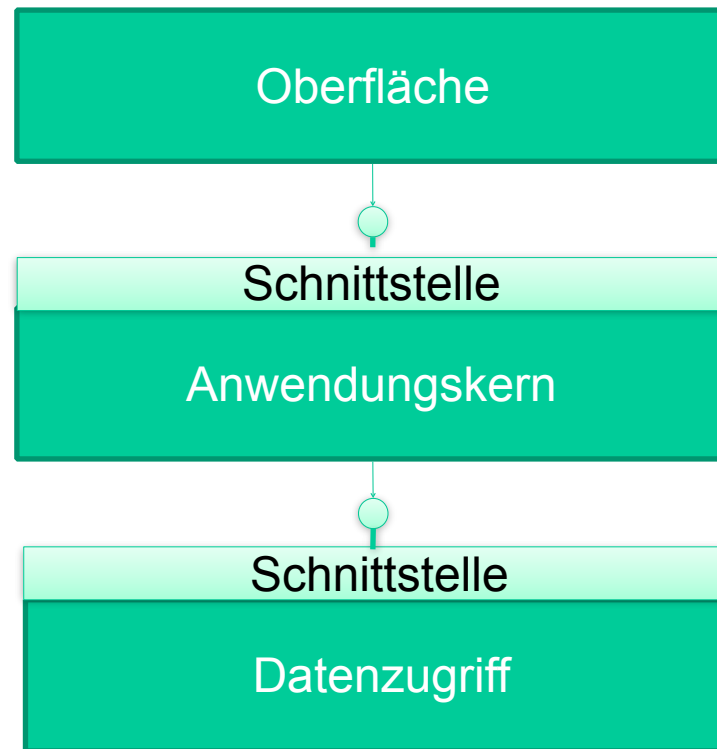 Oberfläche
Schnittstelle
Anwendungskern
Schnittstelle
Datenzugriff